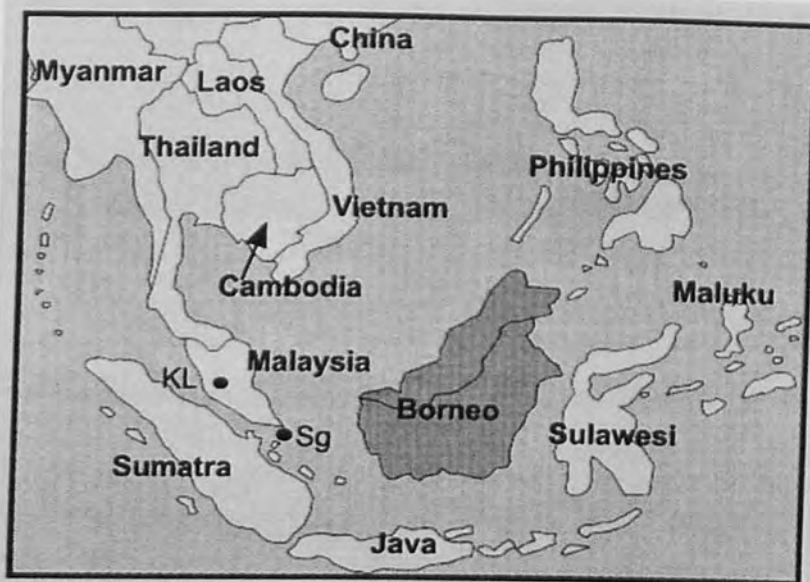 China
Myanmar
Laos
Thailand
Philippines
Vietnam
Cambodia
Maluku
Malaysia
KL
Borneo
Sg
Sulawesi
Sumatra
Java